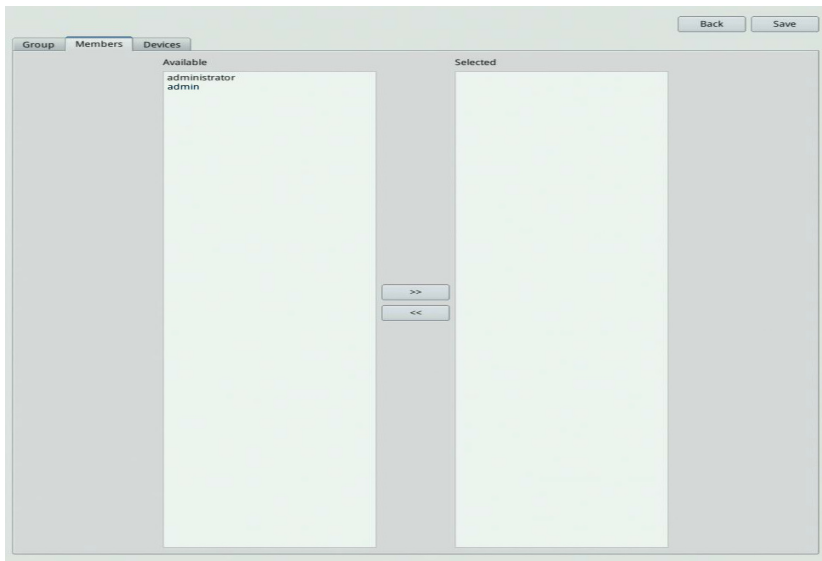 Back Save
Group Members Devices
Available Selected
administrator
admin
>>
<<